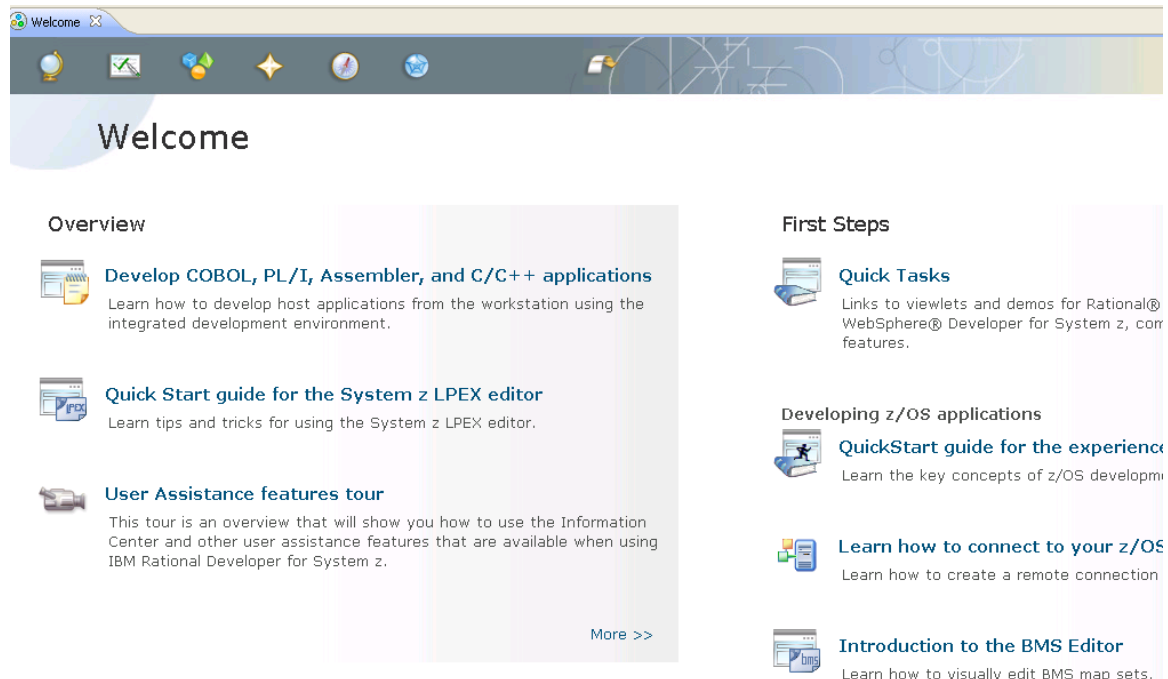 Welcome
Welcome
Overview
Develop COBOL, PL/I, Assembler, and C/C++ applications
Learn how to develop host applications from the workstation using the
integrated development environment.
LPEX
Quick Start guide for the System z LPEX editor
Learn tips and tricks for using the System z LPEX editor.
User Assistance features tour
This tour is an overview that will show you how to use the Information
Center and other user assistance features that are available when using
IBM Rational Developer for System z.
More >>
First Steps
Quick Tasks
Links to viewlets and demos for Rational®
WebSphere® Developer for System z, com
features.
Developing z/OS applications
QuickStart guide for the experience
Learn the key concepts of z/OS developm
Learn how to connect to your z/OS
Learn how to create a remote connection
bms
Introduction to the BMS Editor
Learn how to visually edit BMS map sets.